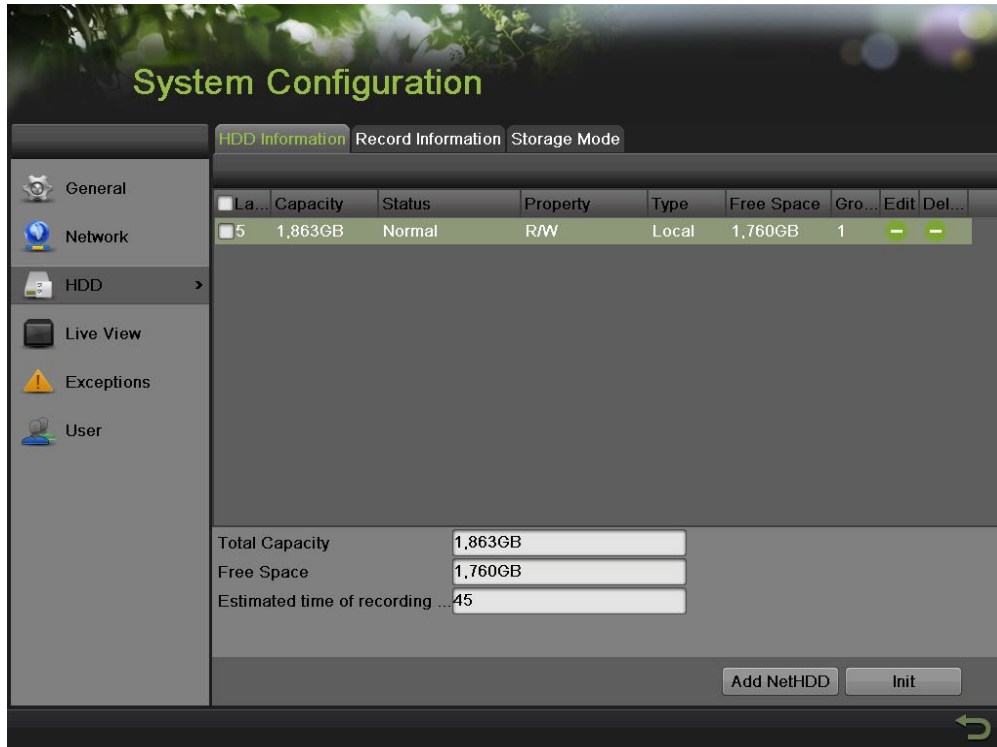 System Configuration
HDD Information Record Information Storage Mode
General
Network
HDD
Live View
Exceptions
User
La... Capacity Status Property Type Free Space Gro... Edit Del...
5 1,863GB Normal R/W Local 1,760GB 1
Total Capacity 1,863GB
Free Space 1,760GB
Estimated time of recording ... 45
Add NetHDD Init